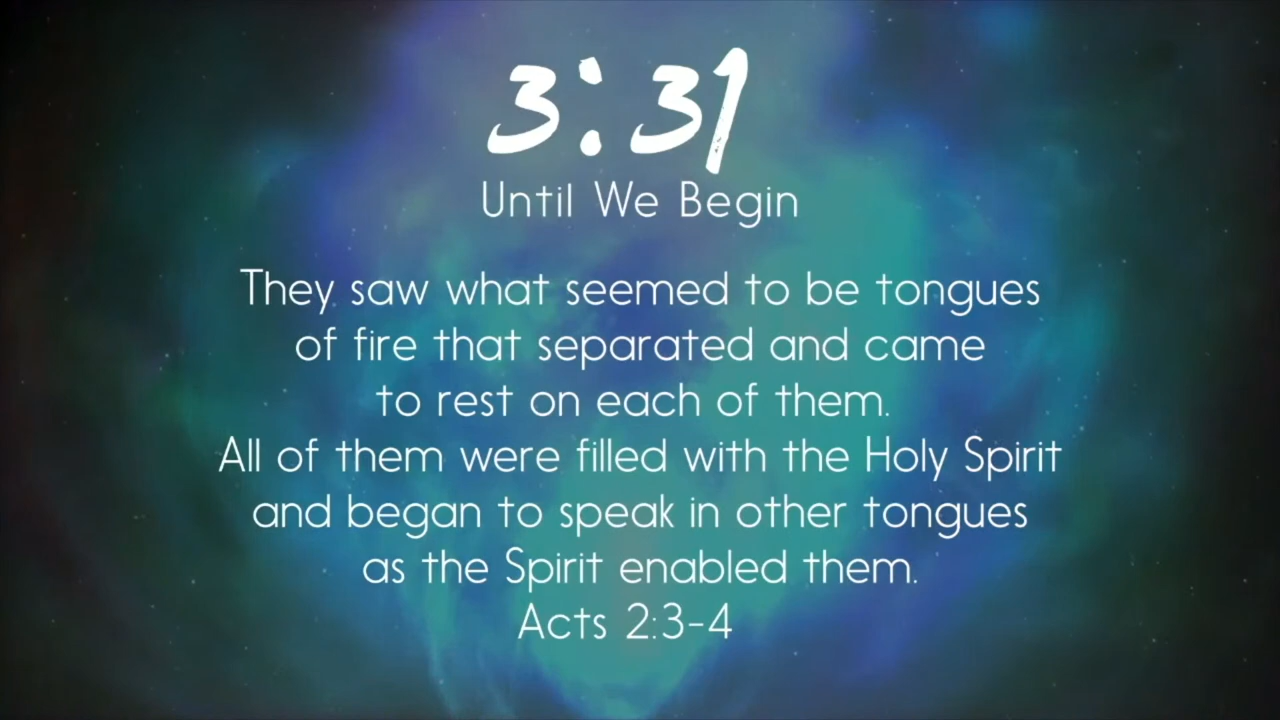 3:31
Until We Begin
They saw what seemed to be tongues
of fire that separated and came
to rest on each of them.
All of them were filled with the Holy Spirit
and began to speak in other tongues
as the Spirit enabled them.
Acts 2:3-4